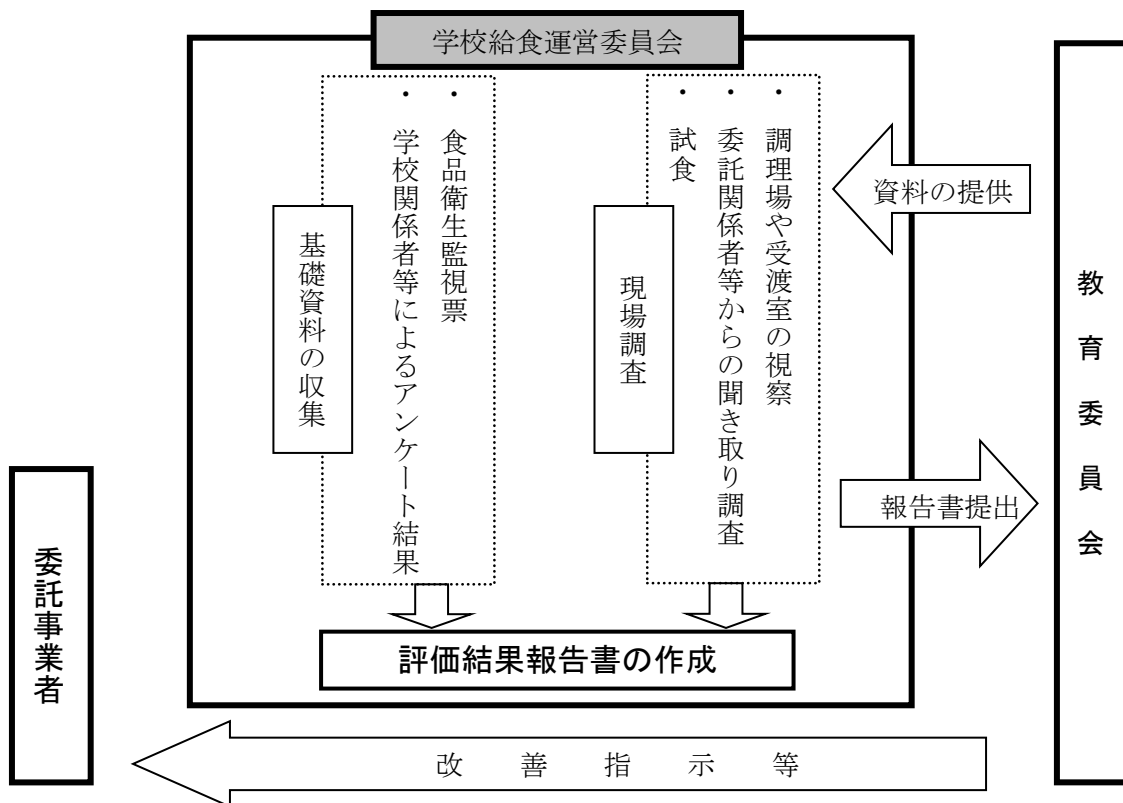 学校給食運営委員会
・調理場や受渡室の視察
・委託関係者等からの聞き取り調査
・試食
現場調査
・食品衛生監視票
・学校関係者等によるアンケート結果
基礎資料の収集
資料の提供
報告書提出
教育委員会
評価結果報告書の作成
委託事業者
改善指示等